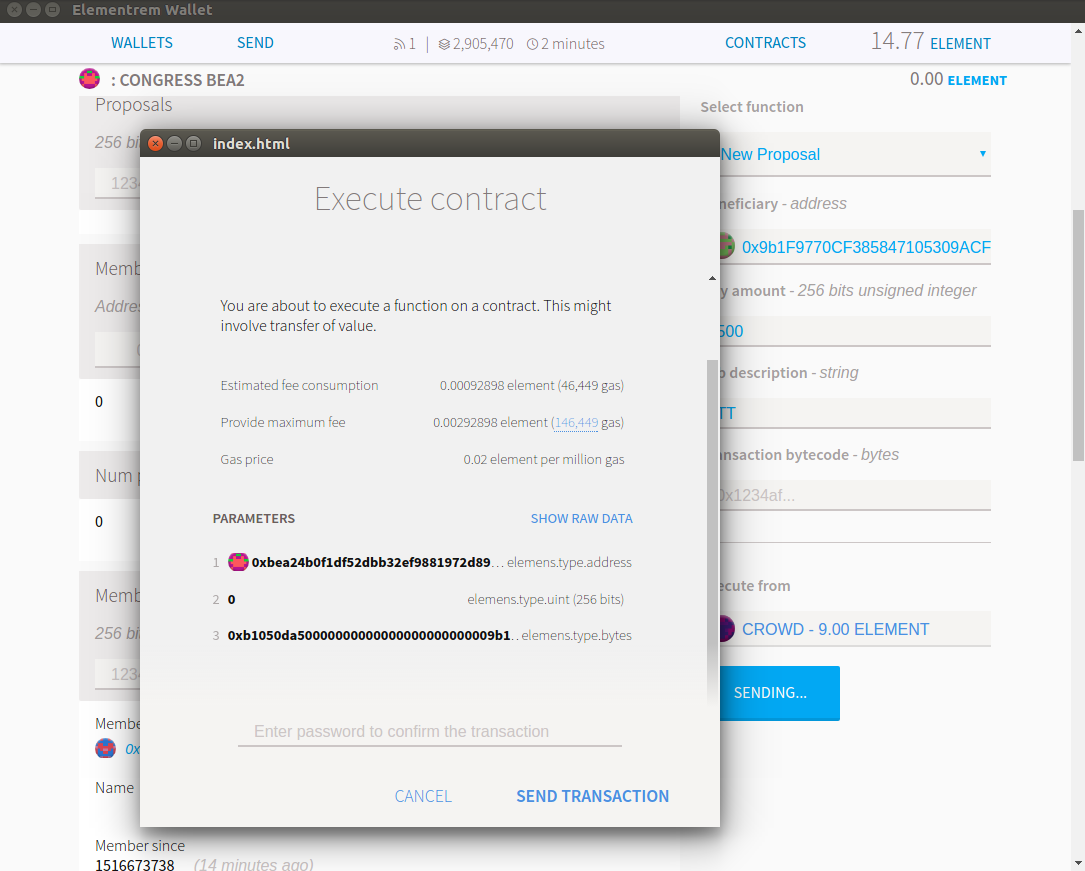 Elementrem Wallet
WALLETS SEND 1 | 2,905,470 2 minutes CONTRACTS 14.77 ELEMENT
: CONGRESS BEA2 0.00 ELEMENT
Proposals
256 bi
123
Memb
Addre
0
Num p
0
Memb
256 bi
123
Membe
0x
Name
Member since
1516673738 (14 minutes ago)
index.html
Execute contract
You are about to execute a function on a contract. This might
involve transfer of value.
Estimated fee consumption 0.00092898 element (46,449 gas)
Provide maximum fee 0.00292898 element (146,449 gas)
Gas price 0.02 element per million gas
PARAMETERS SHOW RAW DATA
1 0xbea24b0f1df52dbb32ef9881972d89... elemens.type.address
2 0 elemens.type.uint (256 bits)
3 0xb1050da50000000000000000000000009b1.. elemens.type.bytes
Enter password to confirm the transaction
CANCEL SEND TRANSACTION
Select function
New Proposal
neficiary - address
0x9b1F9770CF385847105309ACF
y amount - 256 bits unsigned integer
500
b description - string
TT
ansaction bytecode - bytes
0x1234af...
ecute from
CROWD - 9.00 ELEMENT
SENDING...